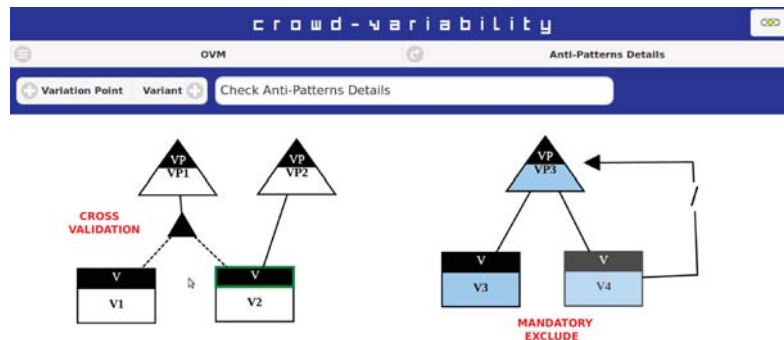 crowd-variability
OVM
Anti-Patterns Details
Variation Point
Variant
Check Anti-Patterns Details
VP
VP1
VP
VP2
VP
VP3
CROSS
VALIDATION
V
V1
V
V2
V
V3
V
V4
MANDATORY
EXCLUDE